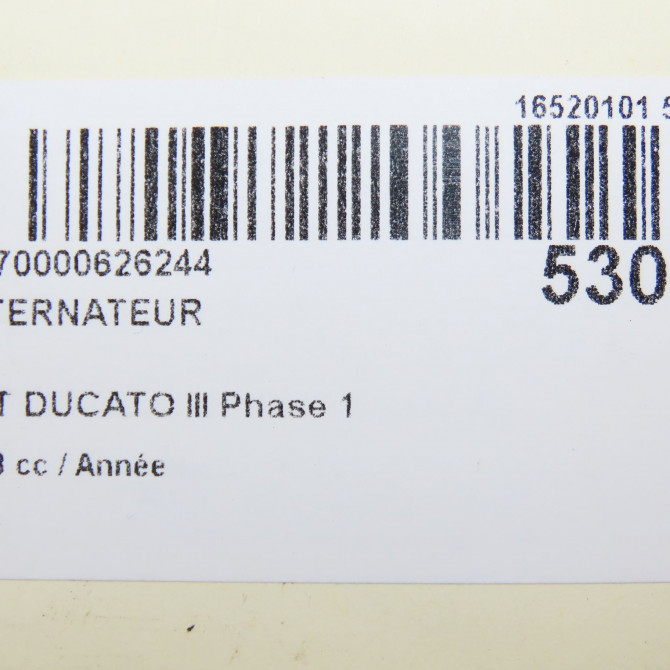 16520101 5
70000626244
530
TERNATEUR
T DUCATO III Phase 1
3 cc / Année